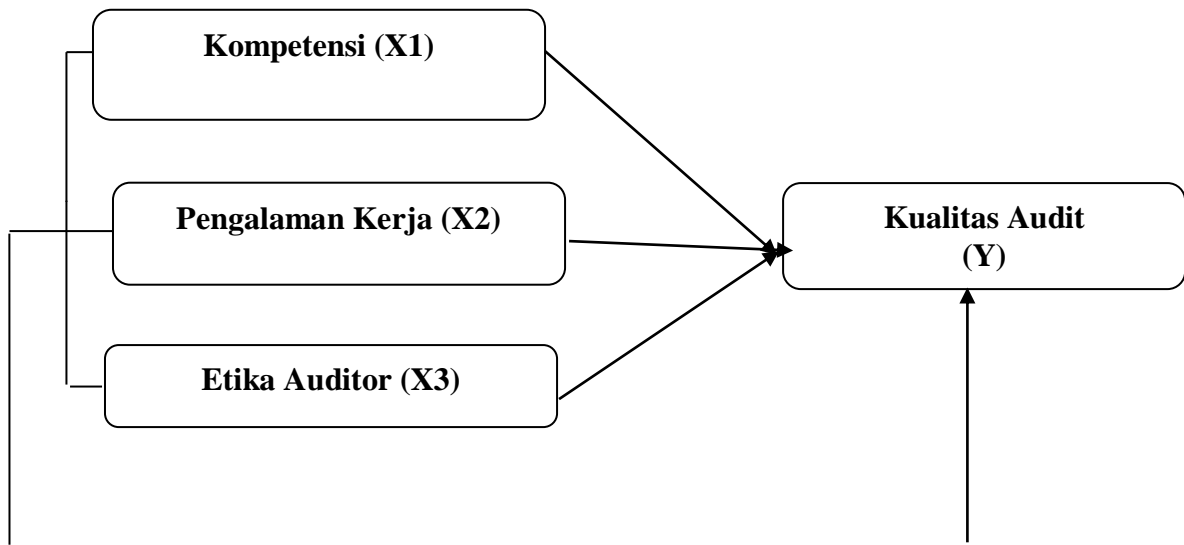 Kompetensi (X1)
Pengalaman Kerja (X2)
Kualitas Audit
(Y)
Etika Auditor (X3)